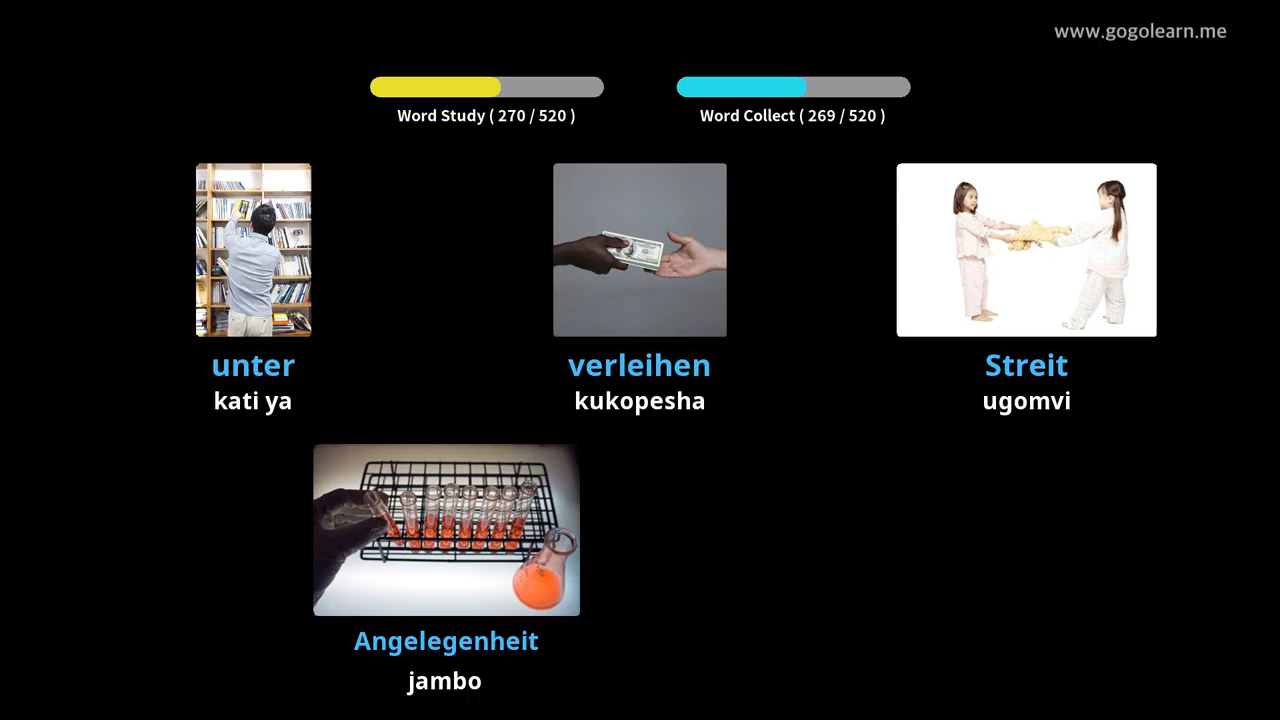 www.gogolearn.me
Word Study ( 270 / 520 )
Word Collect ( 269 / 520 )
unter
kati ya
verleihen
kukopesha
Streit
ugomvi
Angelegenheit
jambo